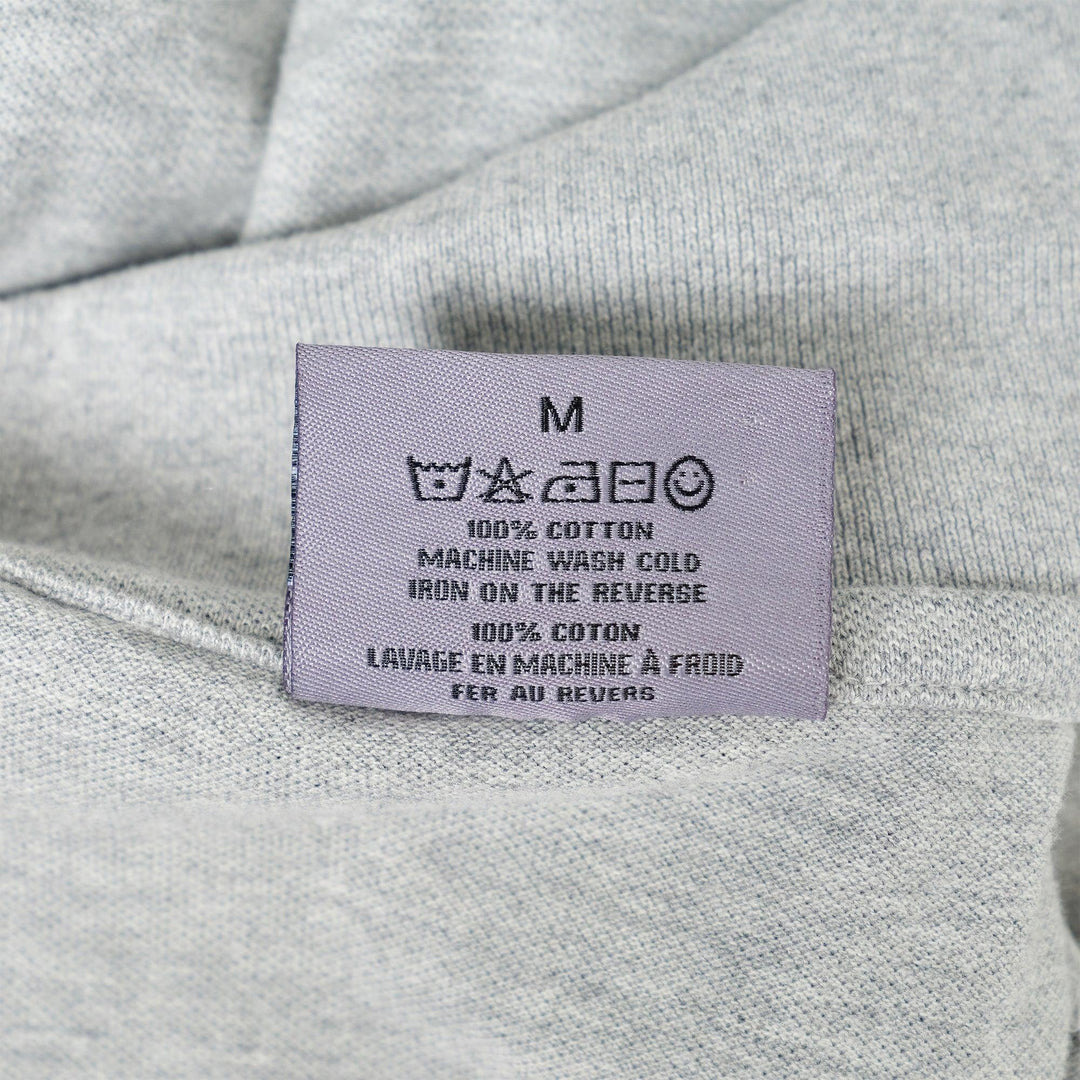 M
100% COTTON
MACHINE WASH COLD
IRON ON THE REVERSE
100% COTON
LAVAGE EN MACHINE À FROID
FER AU REVERS